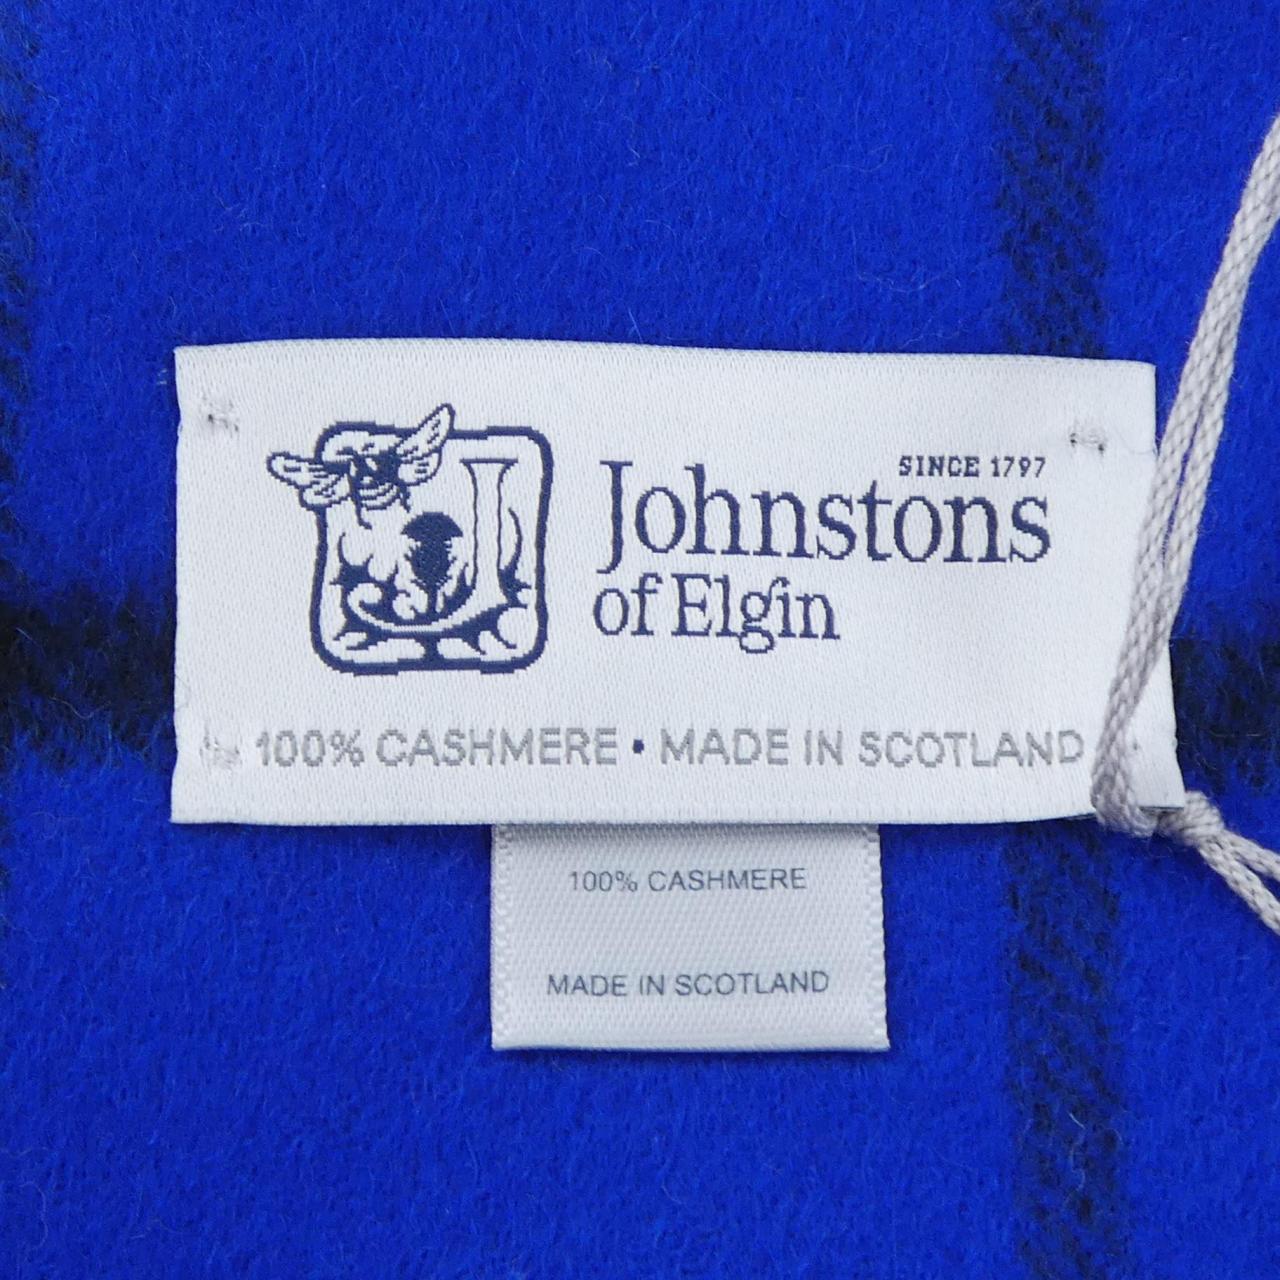 SINCE 1797
Johnstons
of Elgin
100% CASHMERE • MADE IN SCOTLAND
100% CASHMERE
MADE IN SCOTLAND